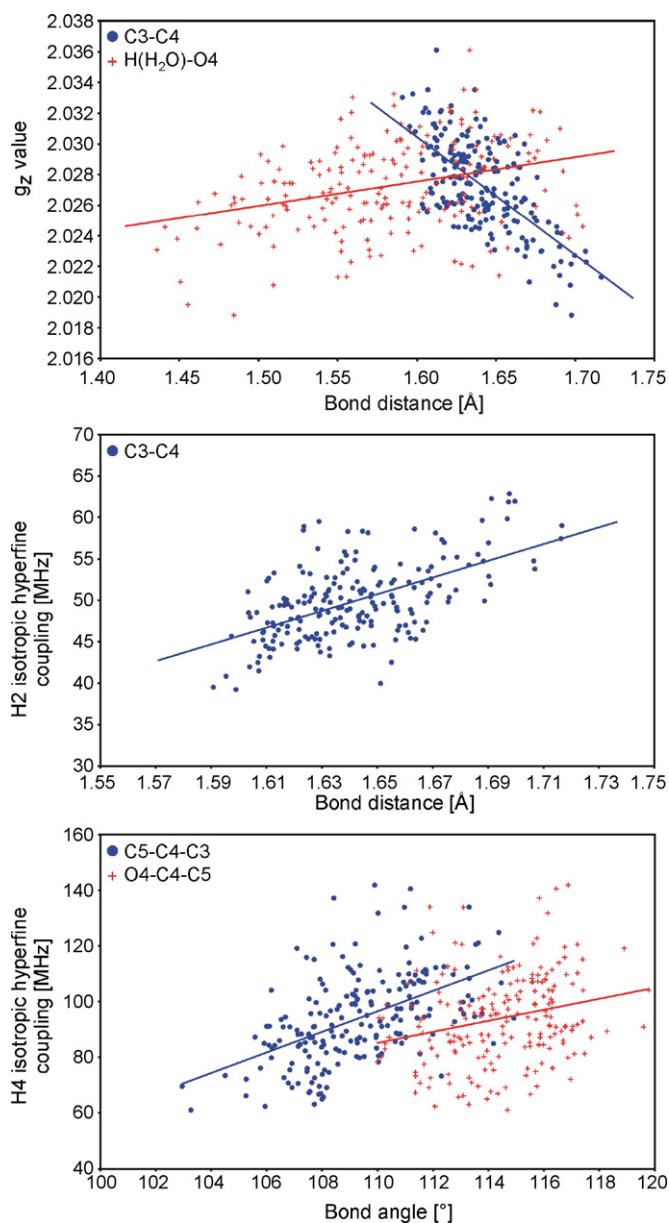 2.038
2.036
2.034
2.032
2.030
2.028
2.026
2.024
2.022
2.020
2.018
2.016
g_z value
C3-C4
H(H₂O)-O4
1.40 1.45 1.50 1.55 1.60 1.65 1.70 1.75
Bond distance [Å]
70
65
60
55
50
45
40
35
30
H2 isotropic hyperfine
coupling [MHz]
C3-C4
1.55 1.57 1.59 1.61 1.63 1.65 1.67 1.69 1.71 1.73 1.75
Bond distance [Å]
160
140
120
100
80
60
40
H4 isotropic hyperfine
coupling [MHz]
C5-C4-C3
O4-C4-C5
100 102 104 106 108 110 112 114 116 118 120
Bond angle [°]